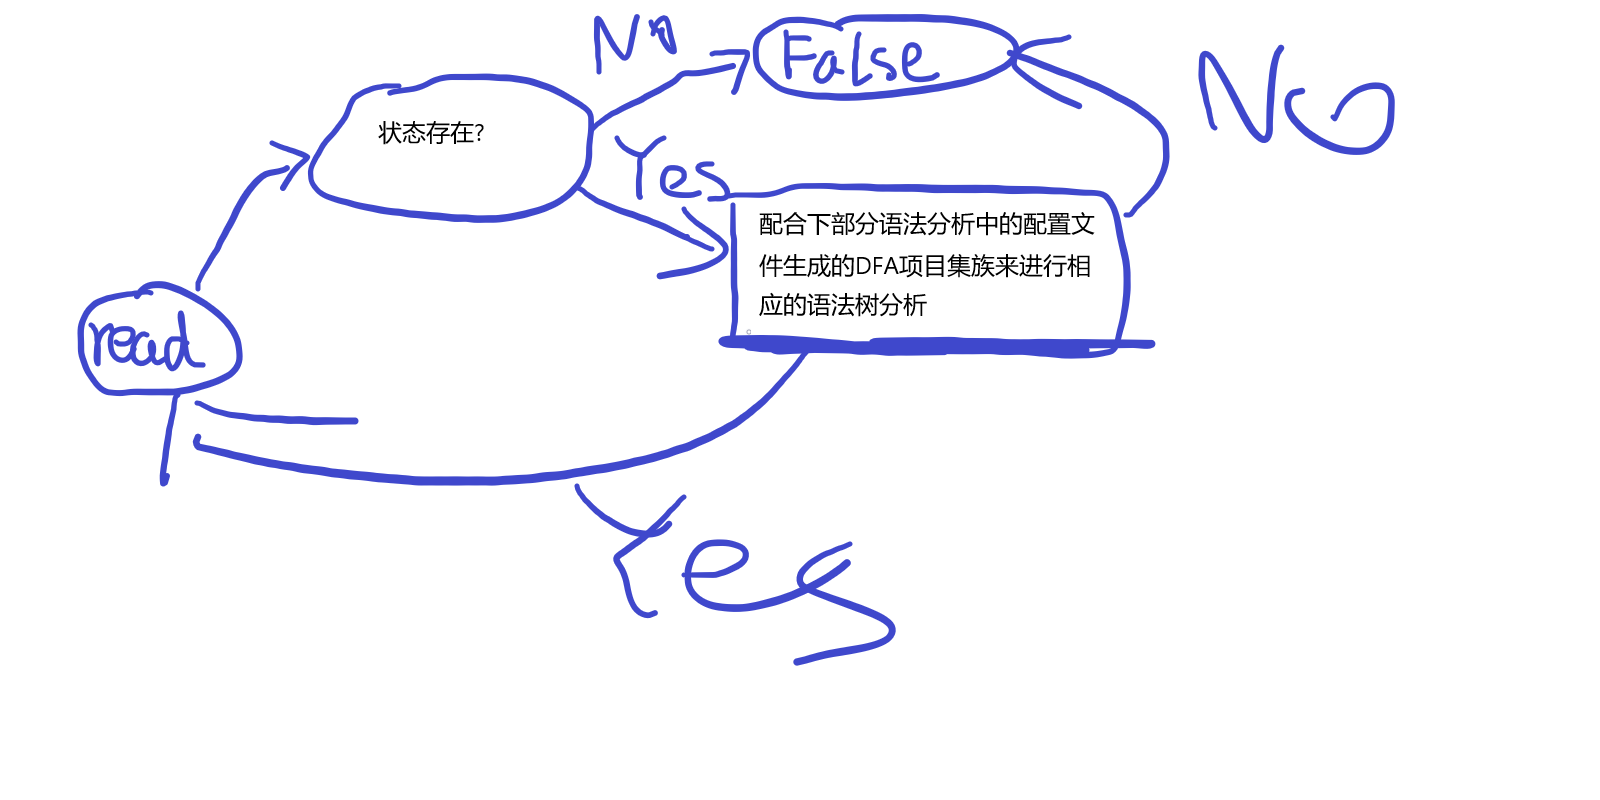 No
False
No
状态存在?
Yes
配合下部分语法分析中的配置文
件生成的DFA项目集族来进行相
应的语法树分析
read
Yes